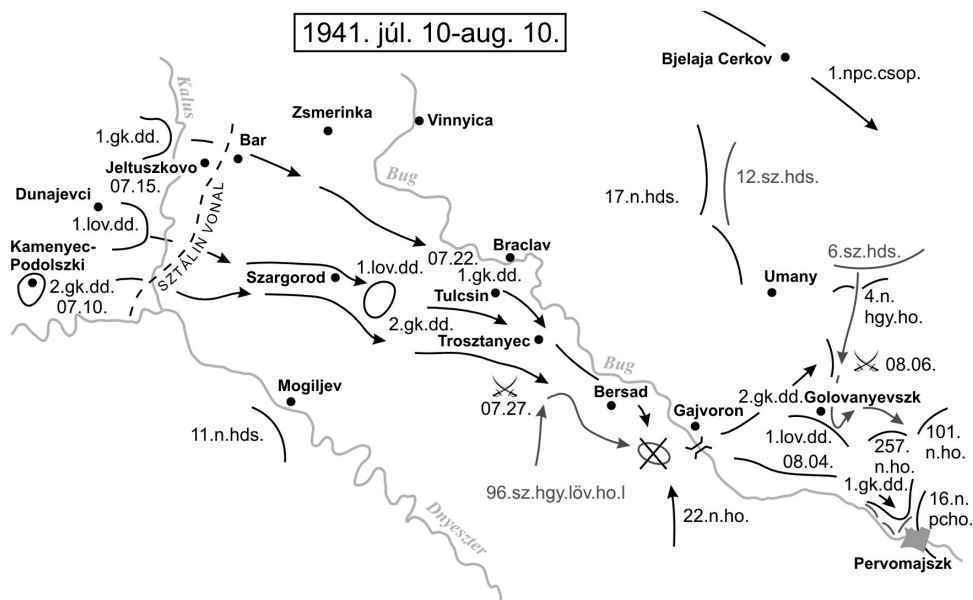 1941. júl. 10-aug. 10.
Bjelaja Cerkov
1.npc.csop.
Kalus
Zsmerinka
Vinnyica
1.gk.dd.
Bar
Jeltuszkovo
07.15.
Bug
12.sz.hds.
17.n.hds.
Dunajevci
1.lov.dd.
SZTÁLIN VONAL
Kamenyec-
Podolszki
2.gk.dd.
07.10.
Szargorod
1.lov.dd.
07.22.
Braclav
1.gk.dd.
Tulcsin
6.sz.hds.
Umany
4.n.
hgy.ho.
2.gk.dd.
Trosztanyec
Bug
08.06.
Mogiljev
07.27.
Bersad
2.gk.dd.
Golovanyevszk
Gajvoron
11.n.hds.
1.lov.dd.
08.04.
257.
n.ho.
101.
n.ho.
1.gk.dd.
96.sz.hgy.löv.ho.l
22.n.ho.
16.n.
pcho.
Dnyeszter
Pervomajszk